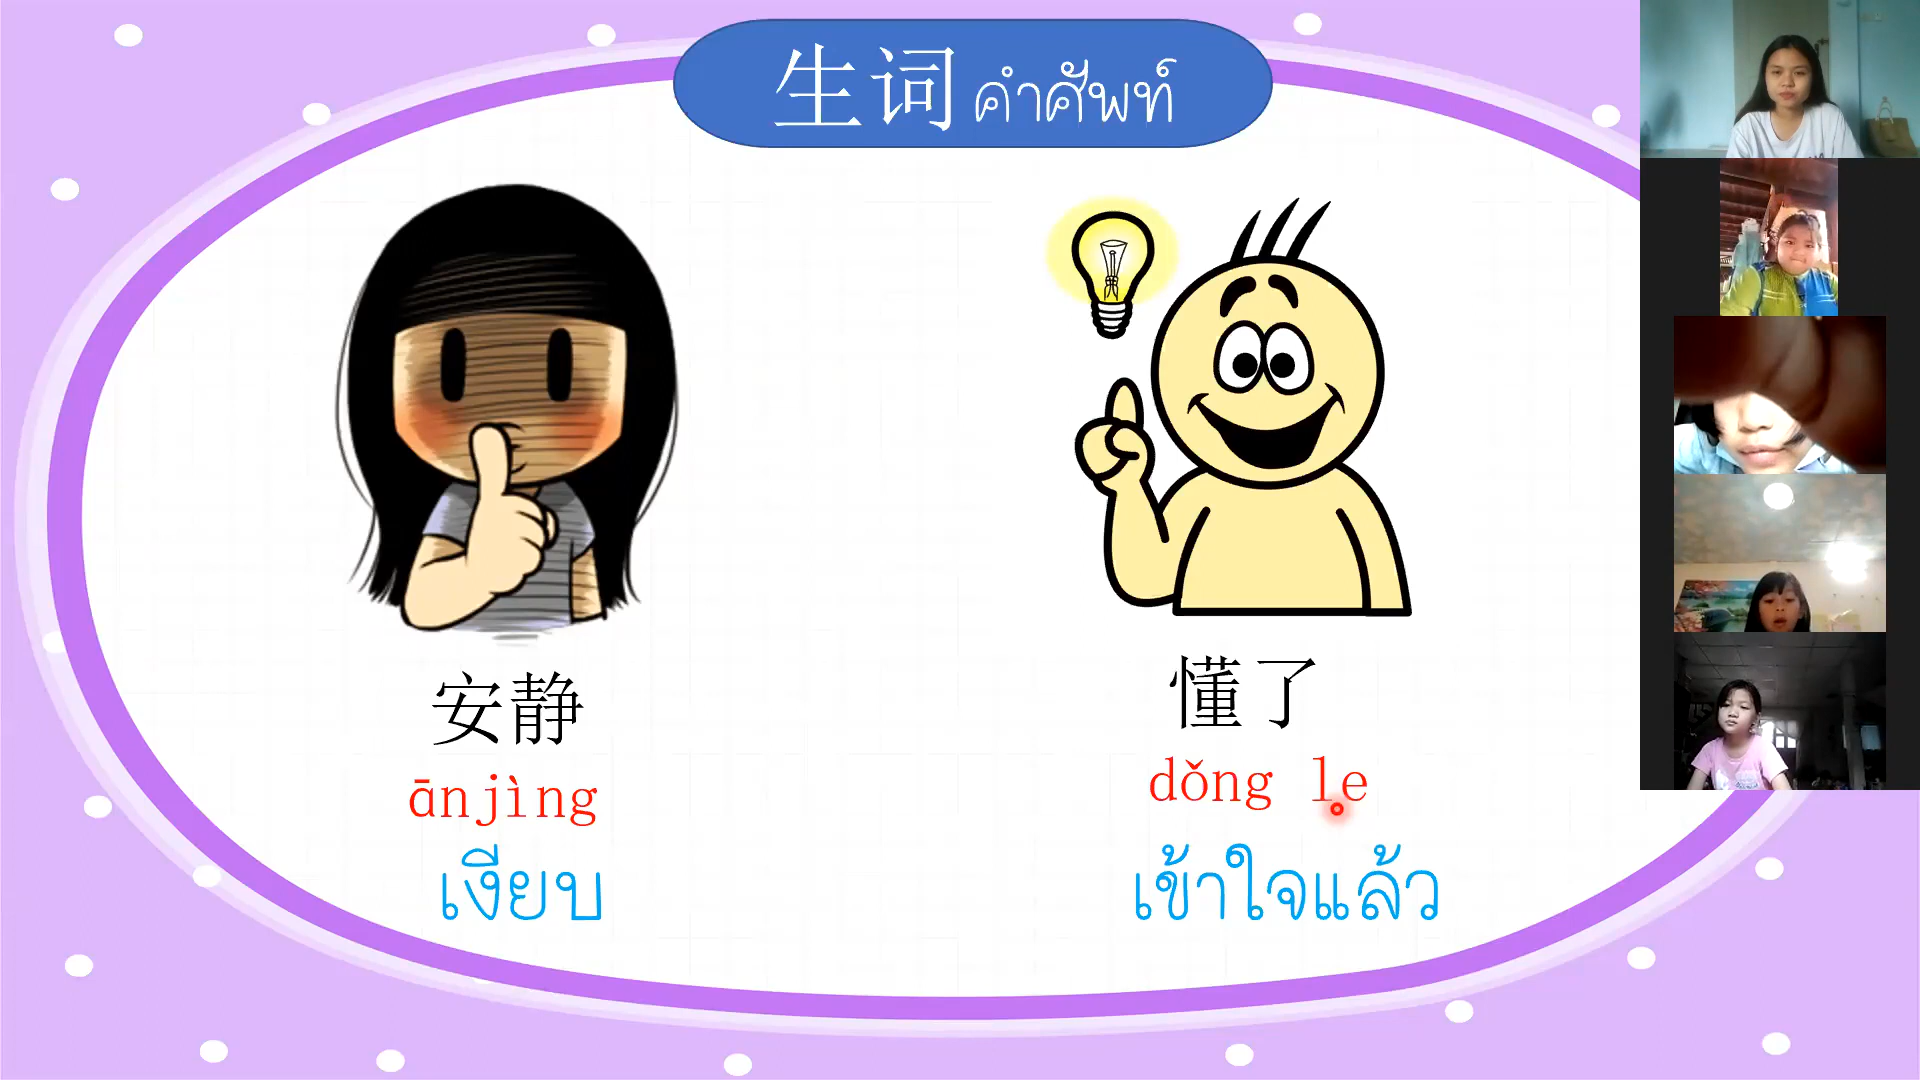 生词 คำศัพท์
安静
ānjìng
เงียบ
懂了
dǒng le
เข้าใจแล้ว